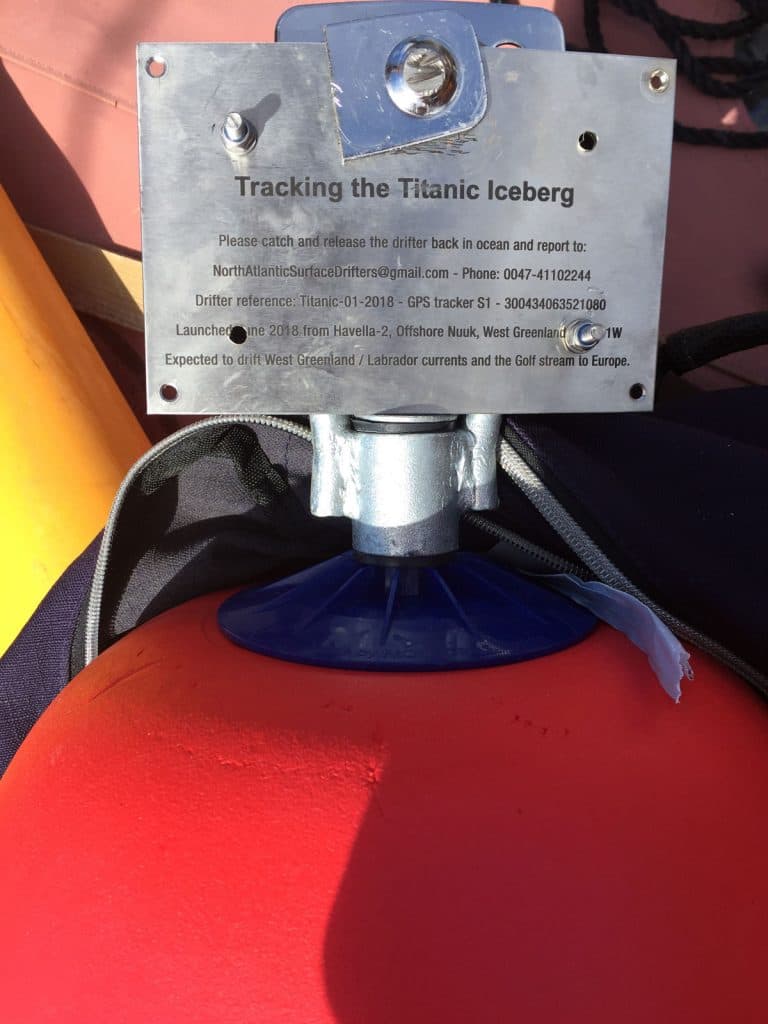 Tracking the Titanic Iceberg
Please catch and release the drifter back in ocean and report to:
NorthAtlanticSurfaceDrifters@gmail.com - Phone: 0047-41102244
Drifter reference: Titanic-01-2018 - GPS tracker S1 - 300434063521080
Launched 2018 from Havella-2, Offshore Nuuk, West Greenland 1W
Expected to drift West Greenland / Labrador currents and the Golf stream to Europe.